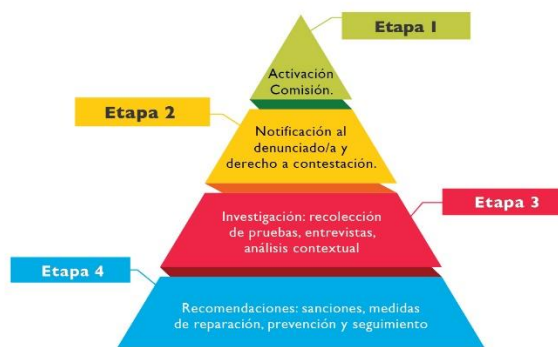 Etapa 1
Activación
Comisión.
Etapa 2
Notificación al
denunciado/a y
derecho a contestación.
Etapa 3
Investigación: recolección
de pruebas, entrevistas,
análisis contextual
Etapa 4
Recomendaciones: sanciones, medidas
de reparación, prevención y seguimiento